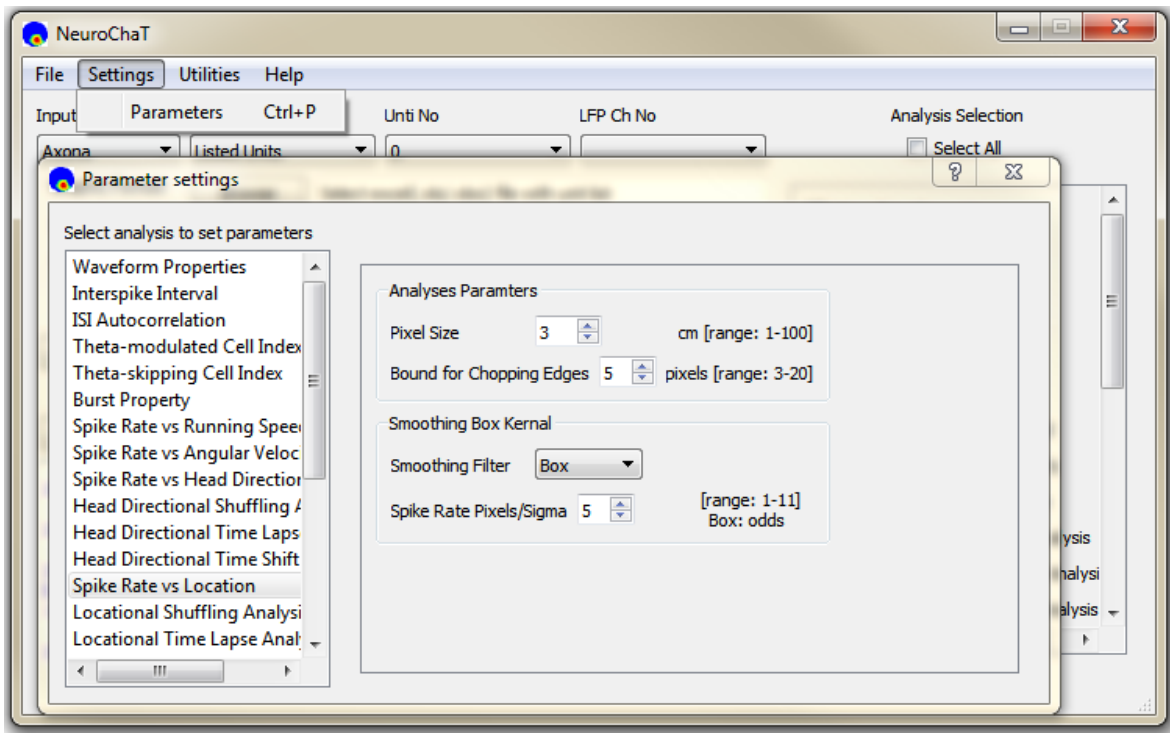 NeuroChaT
File Settings Utilities Help
Parameters Ctrl+P
Input Unti No LFP Ch No Analysis Selection
Axona Listed Units 0 Select All
Parameter settings
Select analysis to set parameters
Waveform Properties
Interspike Interval
ISI Autocorrelation
Theta-modulated Cell Index
Theta-skipping Cell Index
Burst Property
Spike Rate vs Running Spee
Spike Rate vs Angular Veloc
Spike Rate vs Head Direction
Head Directional Shuffling A
Head Directional Time Laps
Head Directional Time Shift
Spike Rate vs Location
Locational Shuffling Analysi
Locational Time Lapse Anal
Analyses Paramters
Pixel Size 3 cm [range: 1-100]
Bound for Chopping Edges 5 pixels [range: 3-20]
Smoothing Box Kernal
Smoothing Filter Box
Spike Rate Pixels/Sigma 5 [range: 1-11]
Box: odds
ysis
nalysi
alysis